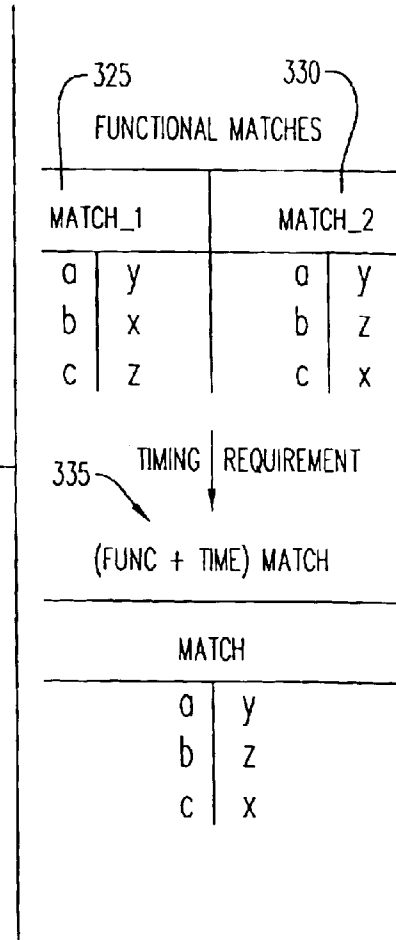 325 330
FUNCTIONAL MATCHES
MATCH_1 MATCH_2
a y a y
b x b z
c z c x
TIMING REQUIREMENT
335
(FUNC + TIME) MATCH
MATCH
a y
b z
c x